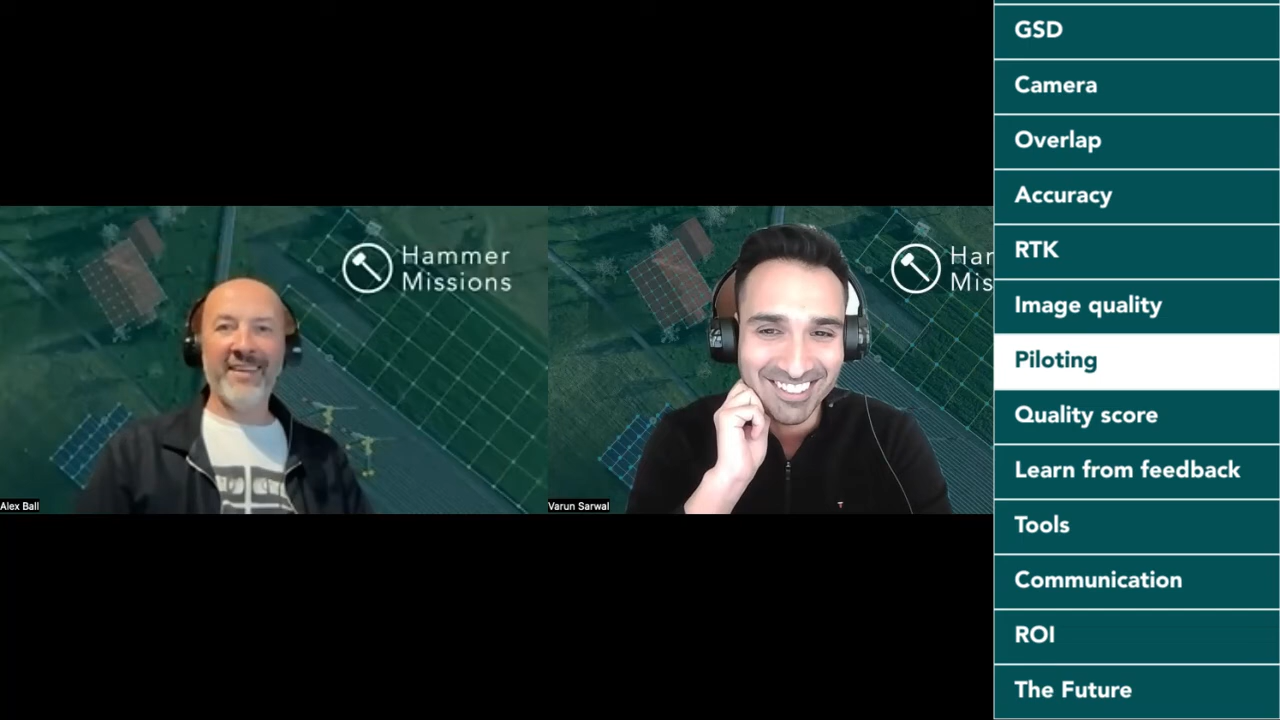 Hammer
Missions
Alex Ball
Ham
Mis
Varun Sarwal
GSD
Camera
Overlap
Accuracy
RTK
Image quality
Piloting
Quality score
Learn from feedback
Tools
Communication
ROI
The Future